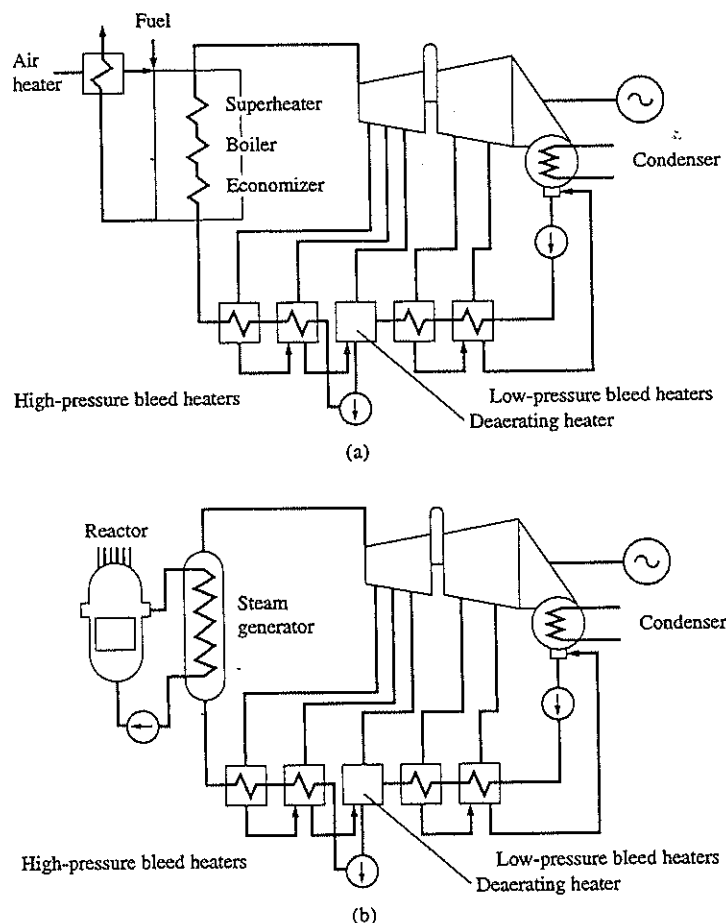 Fuel
Air
heater
Superheater
Boiler
Economizer
Condenser
High-pressure bleed heaters
Low-pressure bleed heaters
Deaerating heater
(a)
Reactor
Steam
generator
Condenser
High-pressure bleed heaters
Low-pressure bleed heaters
Deaerating heater
(b)